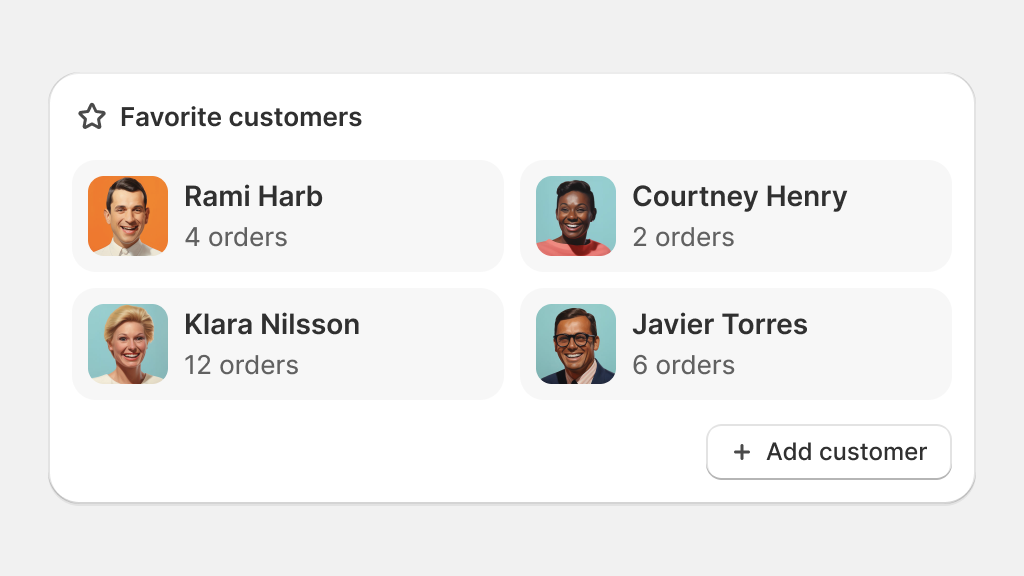 Favorite customers
Rami Harb
4 orders
Courtney Henry
2 orders
Klara Nilsson
12 orders
Javier Torres
6 orders
Add customer